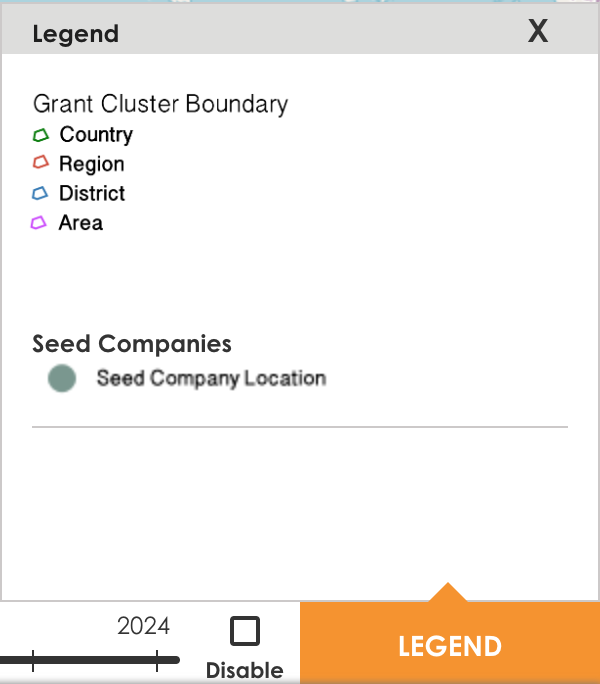 Legend X
Grant Cluster Boundary
Country
Region
District
Area
Seed Companies
Seed Company Location
2024
Disable
LEGEND